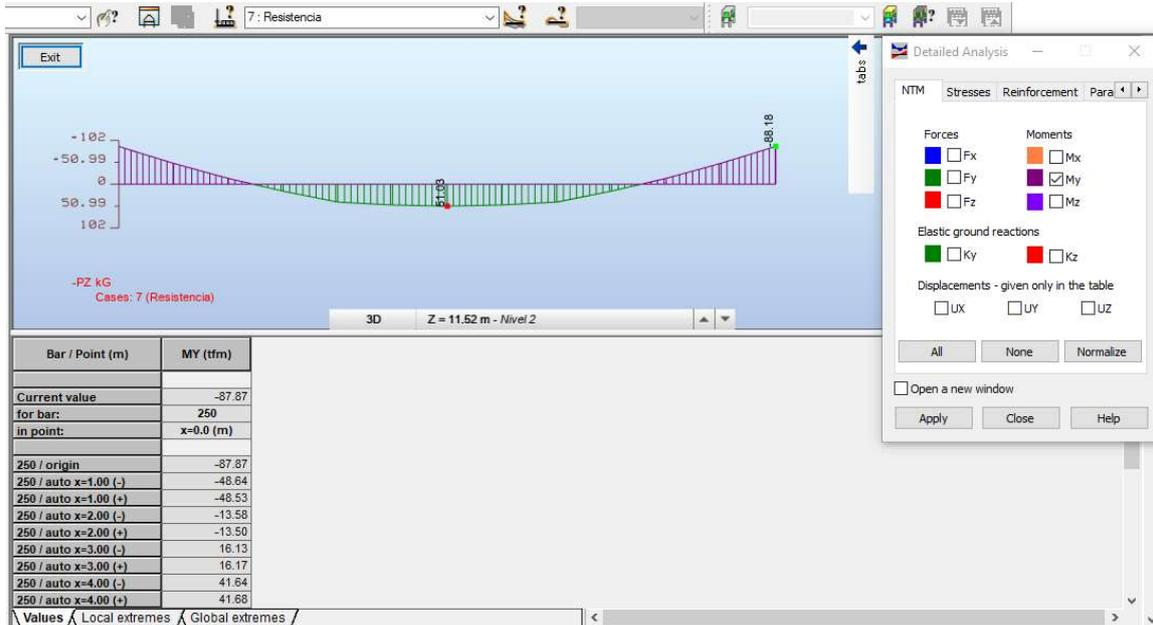 7 : Resistencia
Exit
tabs
-102
-50.99
0
50.99
102
51.03
-88.18
-PZ kG
Cases: 7 (Resistencia)
3D Z = 11.52 m - Nivel 2
Detailed Analysis
NTM Stresses Reinforcement Para
Forces Moments
Fx Mx
Fy My
Fz Mz
Elastic ground reactions
Ky Kz
Displacements - given only in the table
UX UY UZ
All None Normalize
Open a new window
Apply Close Help
Bar / Point (m) MY (tfm)
Current value -87.87
for bar: 250
in point: x=0.0 (m)
250 / origin -87.87
250 / auto x=1.00 (-) -48.64
250 / auto x=1.00 (+) -48.53
250 / auto x=2.00 (-) -13.58
250 / auto x=2.00 (+) -13.50
250 / auto x=3.00 (-) 16.13
250 / auto x=3.00 (+) 16.17
250 / auto x=4.00 (-) 41.64
250 / auto x=4.00 (+) 41.68
Values Local extremes Global extremes